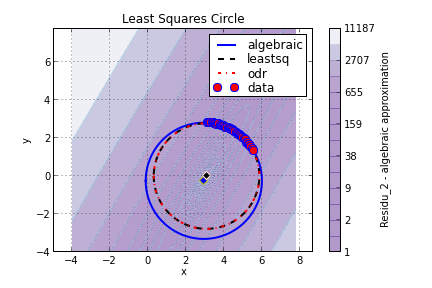 Least Squares Circle
algebraic
leastsq
odr
data
y
6
4
2
0
−2
−4
−4
−2
0
2
4
6
8
x
11187
2707
655
159
38
9
2
1
Residu_2 - algebraic approximation